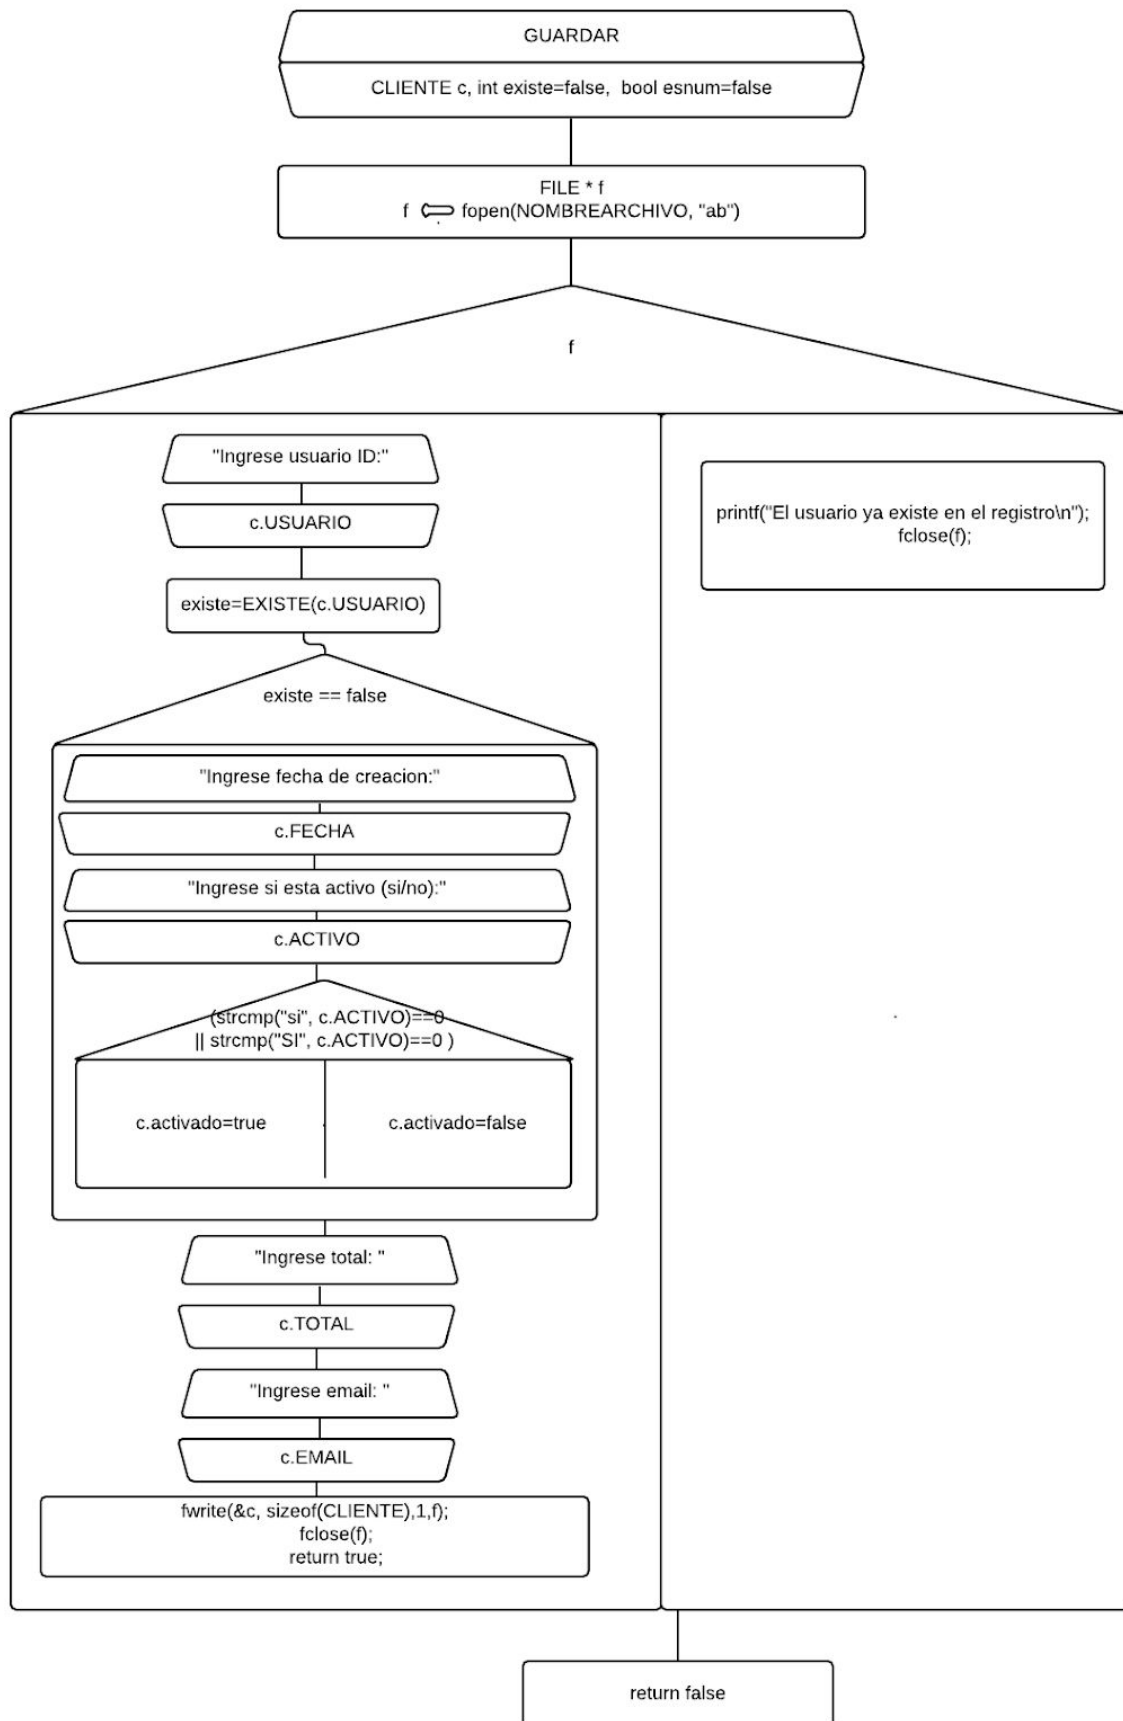 GUARDAR
CLIENTE c, int existe=false, bool esnum=false
FILE * f
f fopen(NOMBREARCHIVO, "ab")
f
"Ingrese usuario ID:"
c.USUARIO
existe=EXISTE(c.USUARIO)
existe == false
"Ingrese fecha de creacion:"
c.FECHA
"Ingrese si esta activo (si/no):"
c.ACTIVO
(strcmp("si", c.ACTIVO)==0
|| strcmp("SI", c.ACTIVO)==0 )
c.activado=true
c.activado=false
"Ingrese total: "
c.TOTAL
"Ingrese email: "
c.EMAIL
fwrite(&c, sizeof(CLIENTE),1,f);
fclose(f);
return true;
printf("El usuario ya existe en el registro\n");
fclose(f);
return false